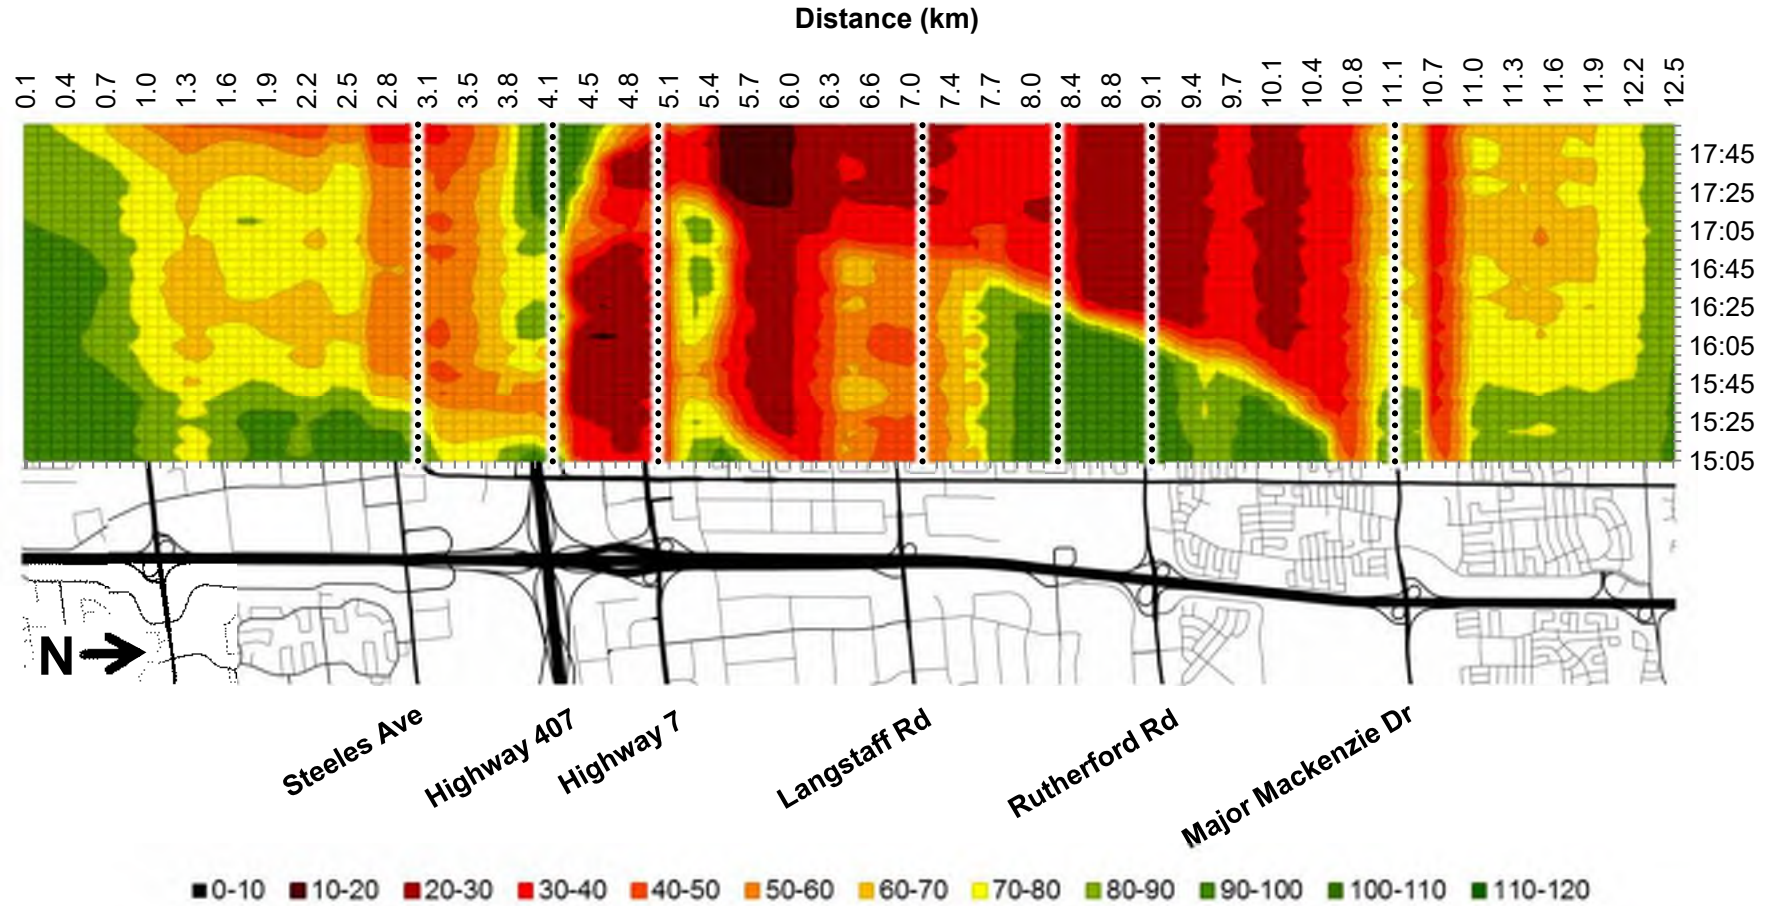 Distance (km)
0.1 0.4 0.7 1.0 1.3 1.6 1.9 2.2 2.5 2.8 3.1 3.5 3.8 4.1 4.5 4.8 5.1 5.4 5.7 6.0 6.3 6.6 7.0 7.4 7.7 8.0 8.4 8.8 9.1 9.4 9.7 10.1 10.4 10.8 11.1 10.7 11.0 11.3 11.6 11.9 12.2 12.5
17:45
17:25
17:05
16:45
16:25
16:05
15:45
15:25
15:05
N
Steeles Ave
Highway 407
Highway 7
Langstaff Rd
Rutherford Rd
Major Mackenzie Dr
0-10 10-20 20-30 30-40 40-50 50-60 60-70 70-80 80-90 90-100 100-110 110-120